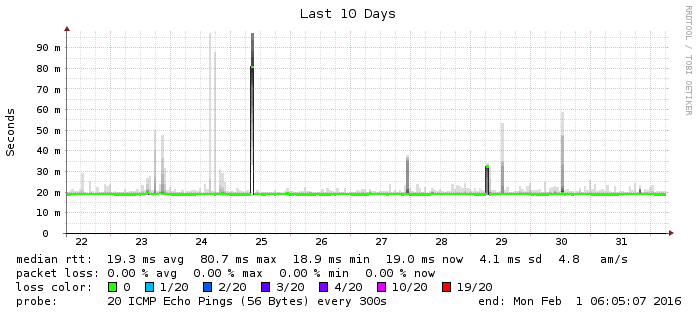 Last 10 Days
RRDTOOL / TOBI OETIKER
Seconds
90 m
80 m
70 m
60 m
50 m
40 m
30 m
20 m
10 m
0
22 23 24 25 26 27 28 29 30 31
median rtt: 19.3 ms avg 80.7 ms max 18.9 ms min 19.0 ms now 4.1 ms sd 4.8 am/s
packet loss: 0.00 % avg 0.00 % max 0.00 % min 0.00 % now
loss color: 0 1/20 2/20 3/20 4/20 10/20 19/20
probe: 20 ICMP Echo Pings (56 Bytes) every 300s end: Mon Feb 1 06:05:07 2016